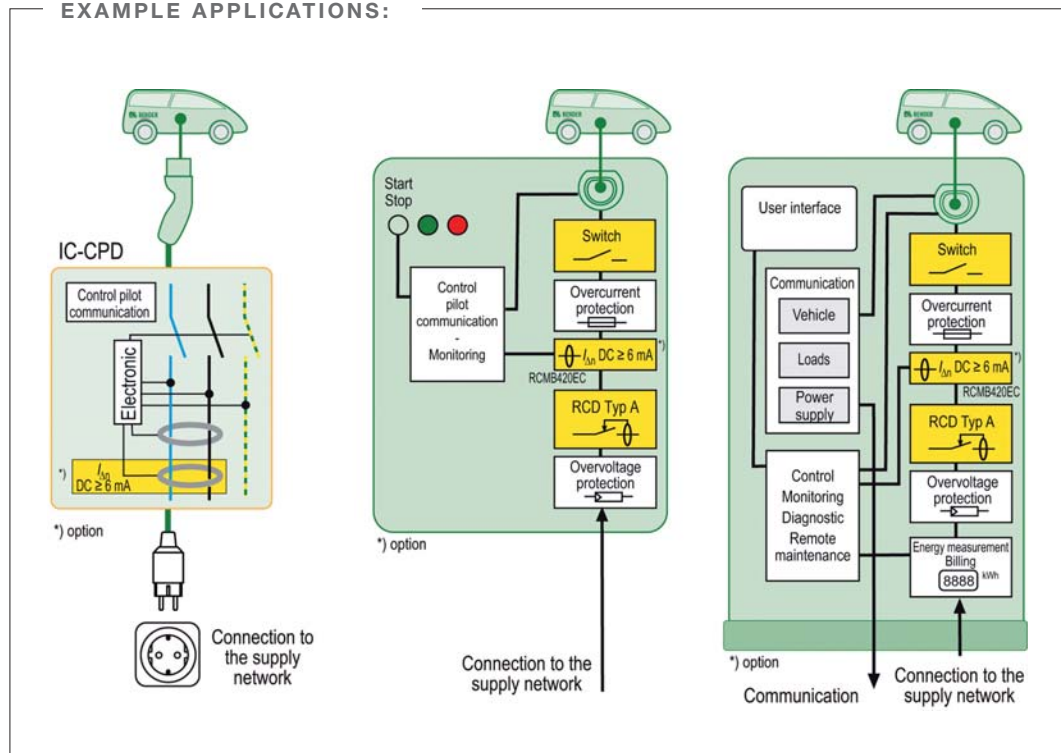 EXAMPLE APPLICATIONS:
BENDER
IC-CPD
Control pilot
communication
Electronic
*)
IΔn
DC ≥ 6 mA
*) option
Connection to
the supply
network
BENDER
Start
Stop
Switch
Control
pilot
communication
-
Monitoring
Overcurrent
protection
IΔn DC ≥ 6 mA
*)
RCMB420EC
RCD Typ A
Overvoltage
protection
*) option
Connection to the
supply network
BENDER
User interface
Communication
Vehicle
Loads
Power
supply
Control
Monitoring
Diagnostic
Remote
maintenance
Switch
Overcurrent
protection
IΔn DC ≥ 6 mA
*)
RCMB420EC
RCD Typ A
Overvoltage
protection
Energy measurement
Billing
8888 kWh
*) option
Communication
Connection to the
supply network